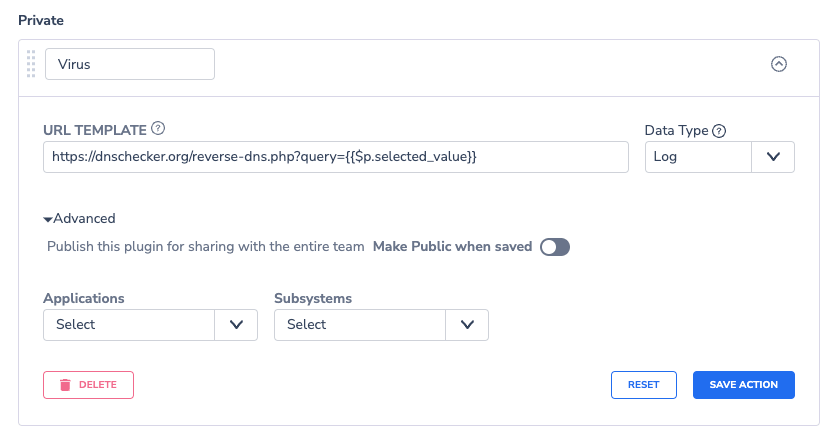 Private
Virus
URL TEMPLATE ?
Data Type ?
https://dnschecker.org/reverse-dns.php?query={{$p.selected_value}}
Log
Advanced
Publish this plugin for sharing with the entire team Make Public when saved
Applications
Subsystems
Select
Select
DELETE
RESET
SAVE ACTION